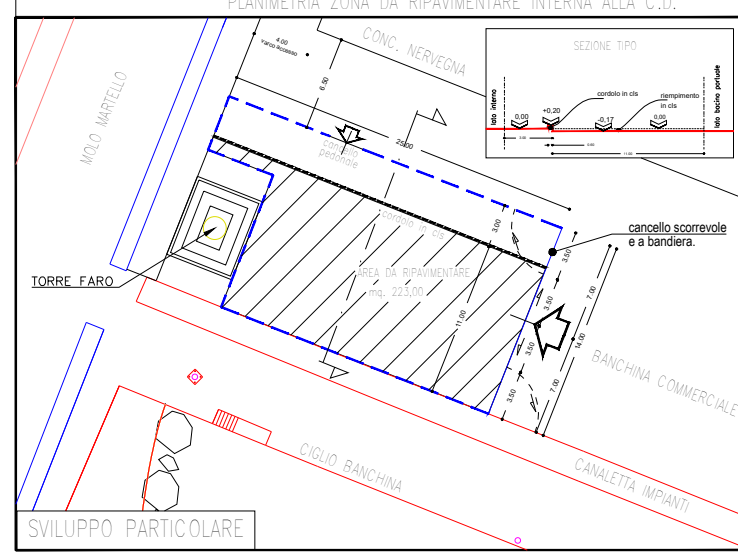 PLANIMETRIA ZONA DA RIPAVIMENTARE INTERNA ALLA C.D.
4.00
varco accesso
CONC. NERVEGNA
MOLO MARTELLO
6.50
25.00
cancello
pedonale
cordolo in cls
SEZIONE TIPO
lato interno
0,00
+0,20
cordolo in cls
-0,17
riempimento
in cls
0,00
lato bacino portuale
11.00
cancello scorrevole
e a bandiera.
TORRE FARO
AREA DA RIPAVIMENTARE
mq. 223,00
11.00
3.00
3.50
3.50
3.50
3.50
7.00
14.00
7.00
BANCHINA COMMERCIALE
CIGLIO BANCHINA
CANALETTA IMPIANTI
SVILUPPO PARTICOLARE